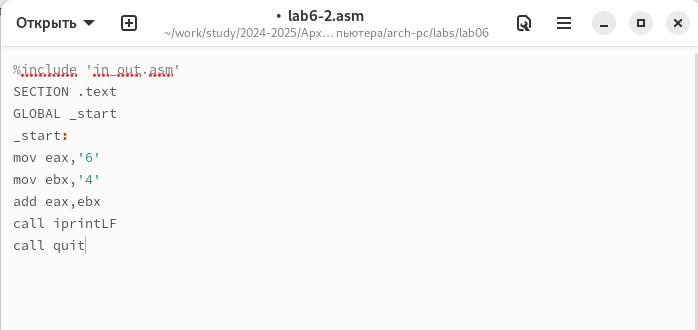 Открыть
• lab6-2.asm
~/work/study/2024-2025/Арх…пьютера/arch-pc/labs/lab06
%include 'in_out.asm'
SECTION .text
GLOBAL _start
_start:
mov eax,'6'
mov ebx,'4'
add eax,ebx
call iprintLF
call quit